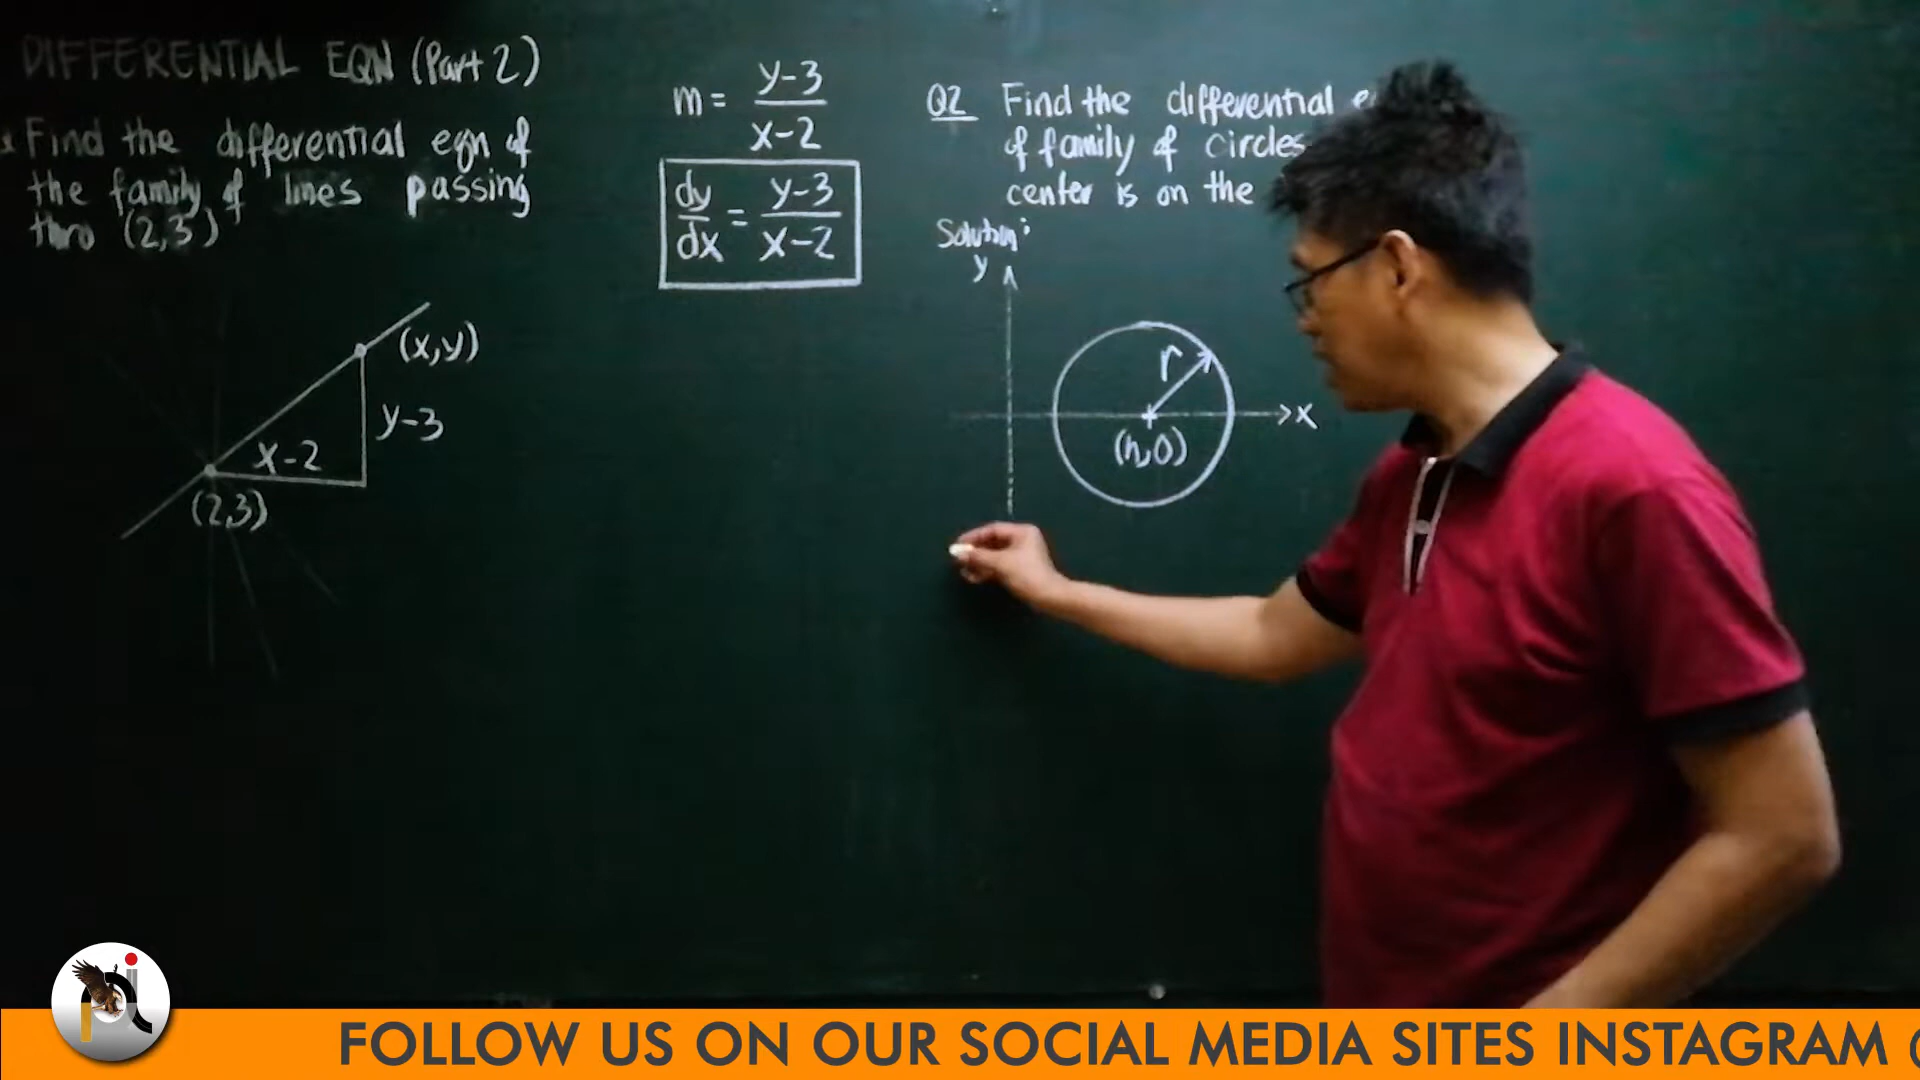 DIFFERENTIAL EQN (Part 2)
Find the differential eqn of
the family of lines passing
thro (2,3)
(x,y)
y-3
x-2
(2,3)
m = y-3
x-2
dy
dx
=
y-3
x-2
Q2 Find the differential
of family of circles
center is on the
Solution:
y
r
x
(h,0)
FOLLOW US ON OUR SOCIAL MEDIA SITES INSTAGRAM